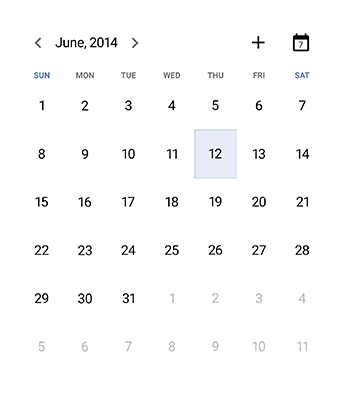 June, 2014
7
SUN MON TUE WED THU FRI SAT
1 2 3 4 5 6 7
8 9 10 11 12 13 14
15 16 17 18 19 20 21
22 23 24 25 26 27 28
29 30 31 1 2 3 4
5 6 7 8 9 10 11